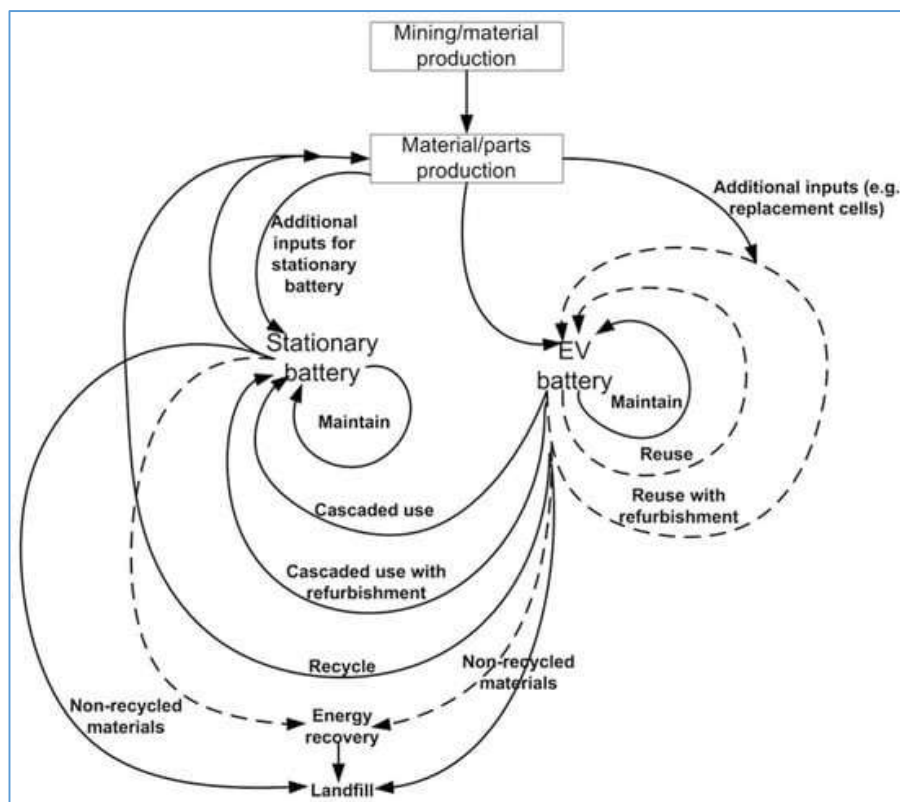 Mining/material
production
Material/parts
production
Additional inputs (e.g.
replacement cells)
Additional
inputs for
stationary
battery
Stationary
battery
EV
battery
Maintain
Maintain
Reuse
Reuse with
refurbishment
Cascaded use
Cascaded use with
refurbishment
Recycle
Non-recycled
materials
Non-recycled
materials
Energy
recovery
Landfill